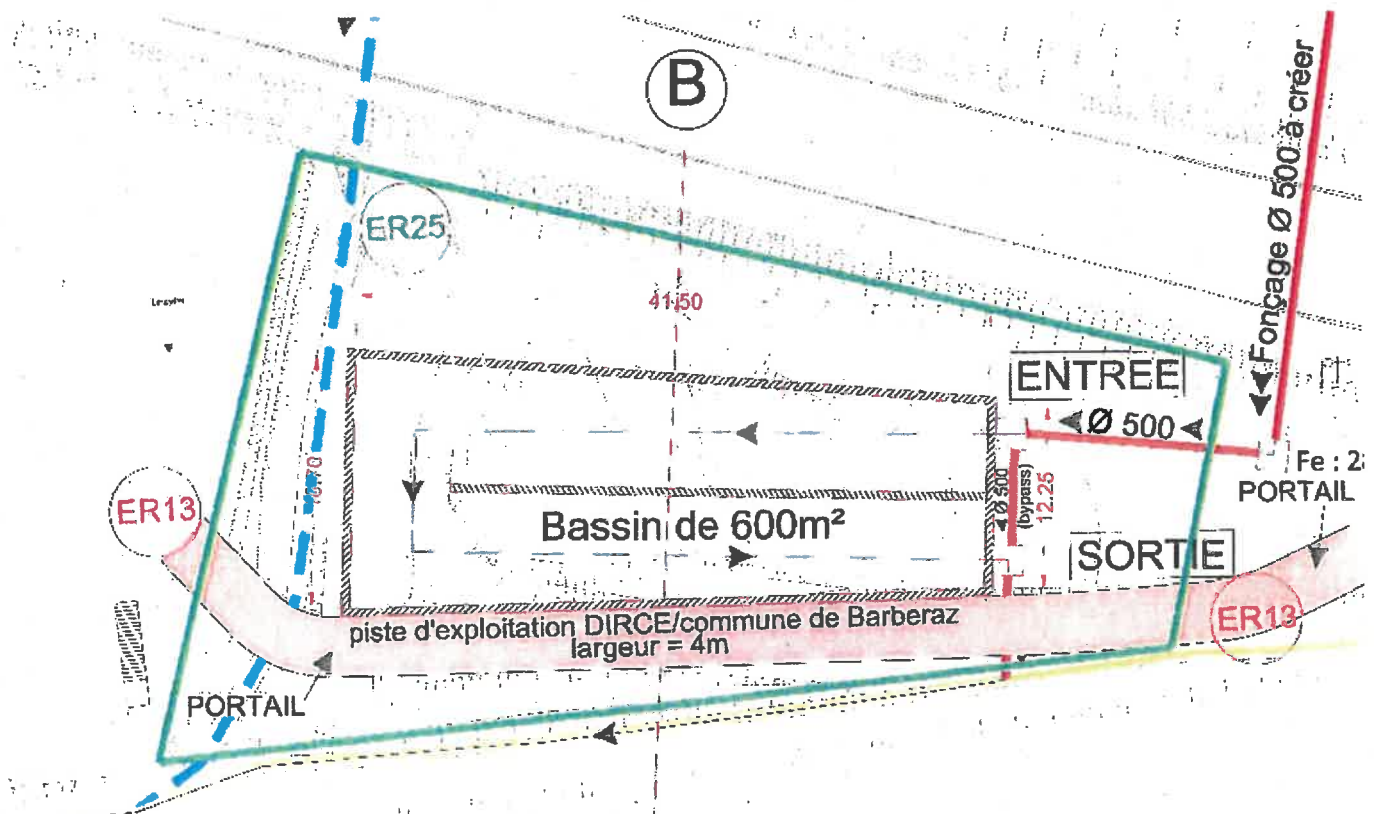 B
Fonçage Ø 500 à créer
ER25
41.50
ENTREE
Ø 500
Fe : 2
PORTAIL
ER13
Ø 500
(bypass)
12.25
Bassin de 600m²
SORTIE
piste d'exploitation DIRCE/commune de Barberaz
largeur = 4m
ER13
PORTAIL